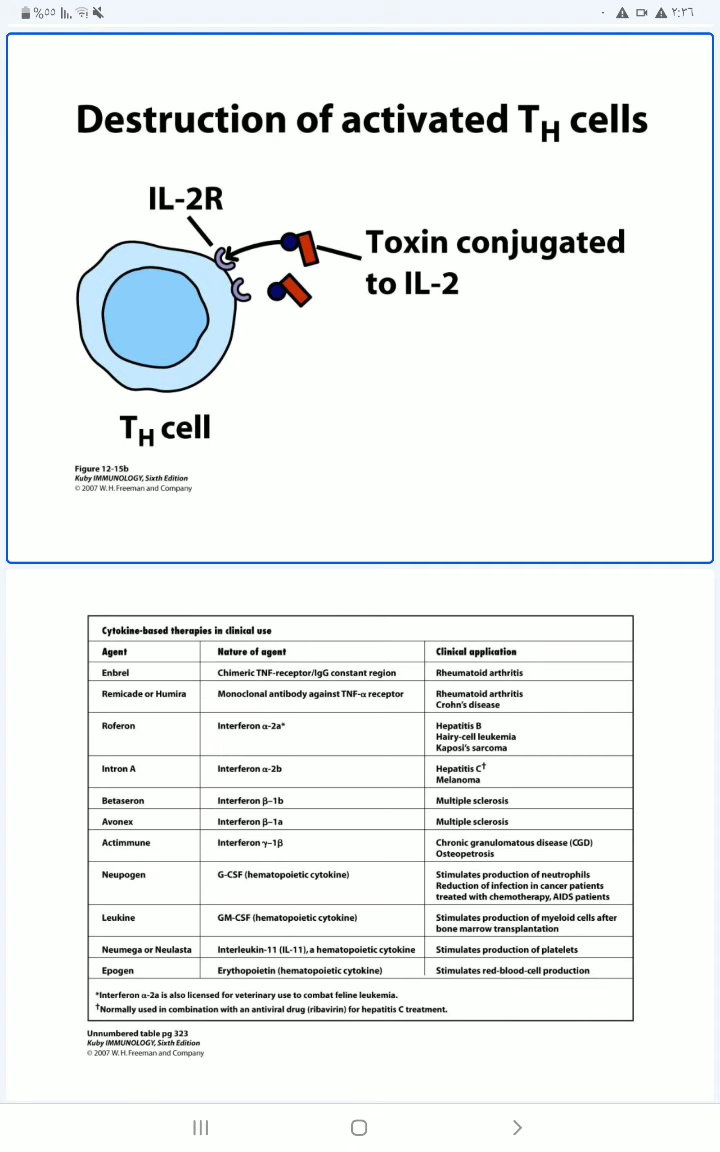 %٥٥
٢:٣٦
Destruction of activated TH cells
IL-2R
Toxin conjugated
to IL-2
TH cell
Figure 12-15b
Kuby IMMUNOLOGY, Sixth Edition
© 2007 W. H. Freeman and Company
Cytokine-based therapies in clinical use
Agent Nature of agent Clinical application
Enbrel Chimeric TNF-receptor/IgG constant region Rheumatoid arthritis
Remicade or Humira Monoclonal antibody against TNF-α receptor Rheumatoid arthritis
Crohn's disease
Roferon Interferon α-2a* Hepatitis B
Hairy-cell leukemia
Kaposi's sarcoma
Intron A Interferon α-2b Hepatitis C†
Melanoma
Betaseron Interferon β–1b Multiple sclerosis
Avonex Interferon β–1a Multiple sclerosis
Actimmune Interferon γ–1β Chronic granulomatous disease (CGD)
Osteopetrosis
Neupogen G-CSF (hematopoietic cytokine) Stimulates production of neutrophils
Reduction of infection in cancer patients
treated with chemotherapy, AIDS patients
Leukine GM-CSF (hematopoietic cytokine) Stimulates production of myeloid cells after
bone marrow transplantation
Neumega or Neulasta Interleukin-11 (IL-11), a hematopoietic cytokine Stimulates production of platelets
Epogen Erythopoietin (hematopoietic cytokine) Stimulates red-blood-cell production
*Interferon α-2a is also licensed for veterinary use to combat feline leukemia.
†Normally used in combination with an antiviral drug (ribavirin) for hepatitis C treatment.
Unnumbered table pg 323
Kuby IMMUNOLOGY, Sixth Edition
© 2007 W. H. Freeman and Company